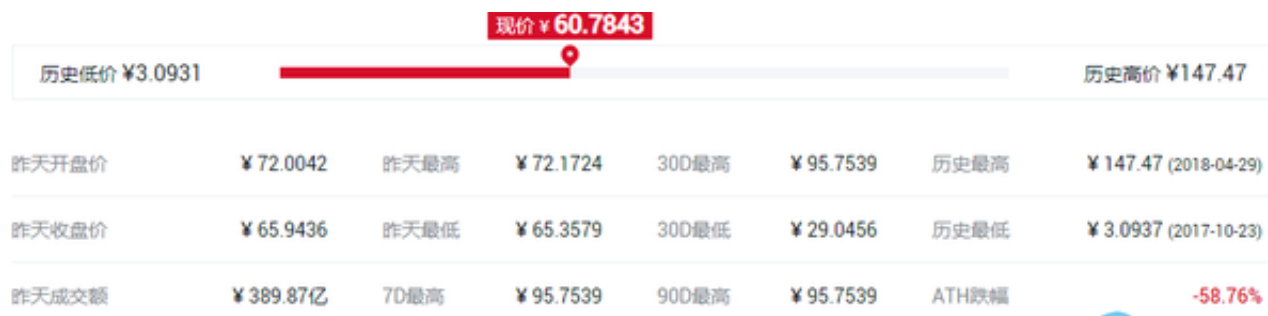 现价 ¥ 60.7843
历史低价 ¥3.0931 历史高价 ¥147.47
昨天开盘价 ¥ 72.0042 昨天最高 ¥ 72.1724 30D最高 ¥ 95.7539 历史最高 ¥ 147.47 (2018-04-29)
昨天收盘价 ¥ 65.9436 昨天最低 ¥ 65.3579 30D最低 ¥ 29.0456 历史最低 ¥ 3.0937 (2017-10-23)
昨天成交额 ¥ 389.87亿 7D最高 ¥ 95.7539 90D最高 ¥ 95.7539 ATH跌幅 -58.76%